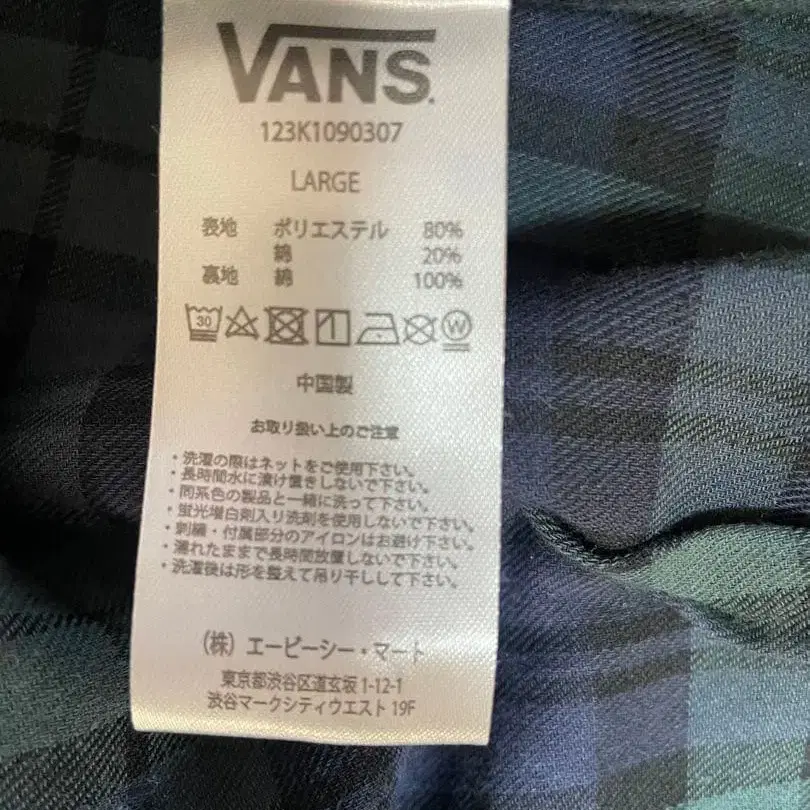 VANS
123K1090307
LARGE
表地 ポリエステル 80%
綿 20%
裏地 綿 100%
30 W
中国製
お取り扱い上のご注意
・洗濯の際はネットをご使用下さい。
・長時間水に漬け置きしないで下さい。
・同系色の製品と一緒に洗って下さい。
・蛍光増白剤入り洗剤を使用しないで下さい。
・刺繍・付属部分のアイロンはお避け下さい。
・濡れたままで長時間放置しないで下さい。
・洗濯後は形を整えて吊り干しして下さい。
(株) エービーシー・マート
東京都渋谷区道玄坂 1-12-1
渋谷マークシティウエスト 19F